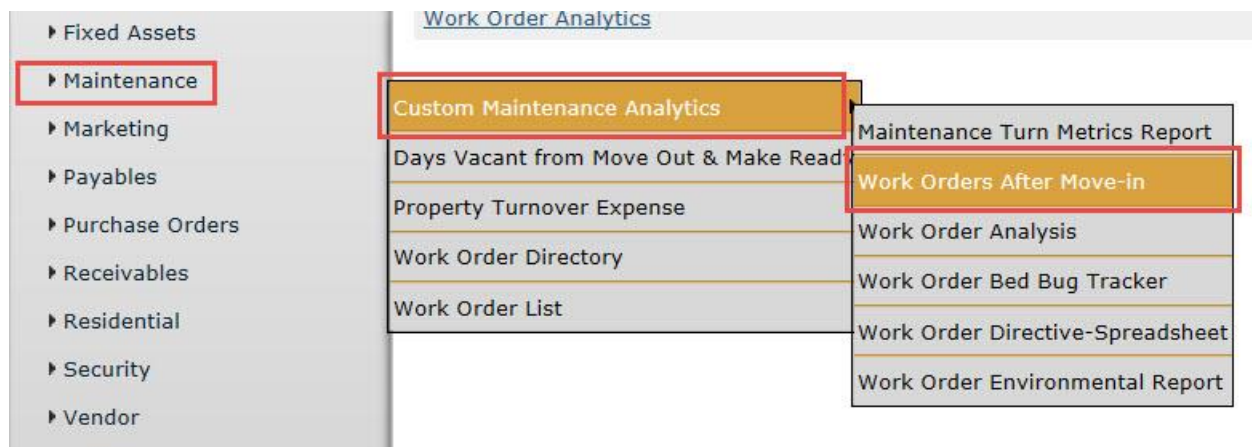 Fixed Assets
Maintenance
Marketing
Payables
Purchase Orders
Receivables
Residential
Security
Vendor
Work Order Analytics
Custom Maintenance Analytics
Days Vacant from Move Out & Make Read
Property Turnover Expense
Work Order Directory
Work Order List
Maintenance Turn Metrics Report
Work Orders After Move-in
Work Order Analysis
Work Order Bed Bug Tracker
Work Order Directive-Spreadsheet
Work Order Environmental Report